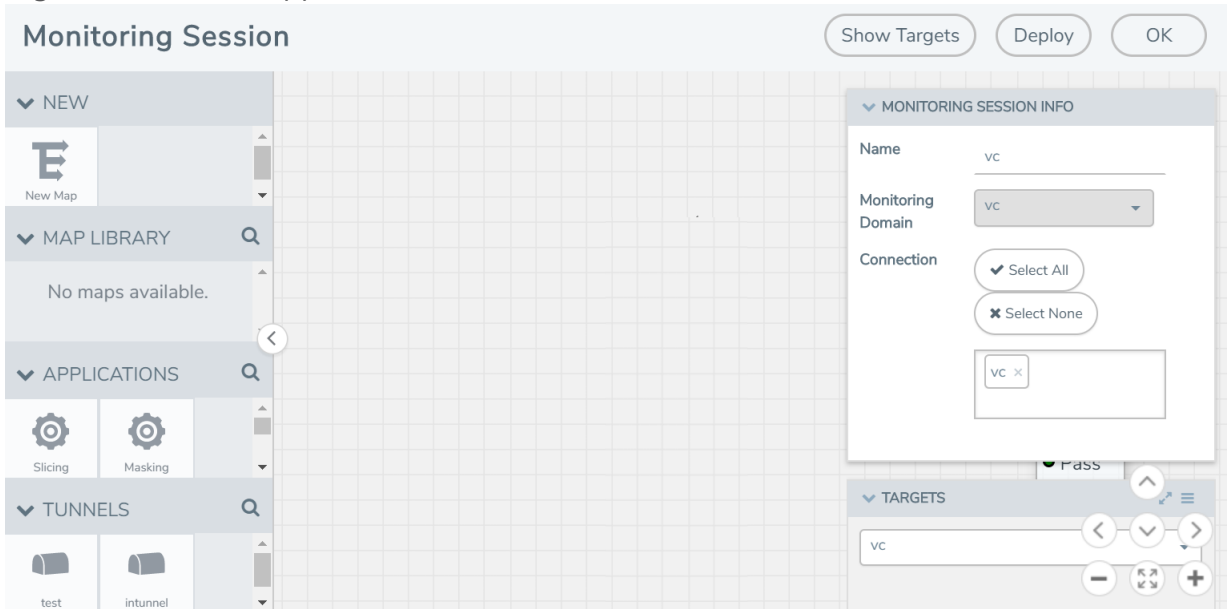 Monitoring Session
Show Targets
Deploy
OK
NEW
New Map
MAP LIBRARY
No maps available.
APPLICATIONS
Slicing
Masking
TUNNELS
test
intunnel
MONITORING SESSION INFO
Name
vc
Monitoring
Domain
vc
Connection
Select All
Select None
vc ×
Pass
TARGETS
vc